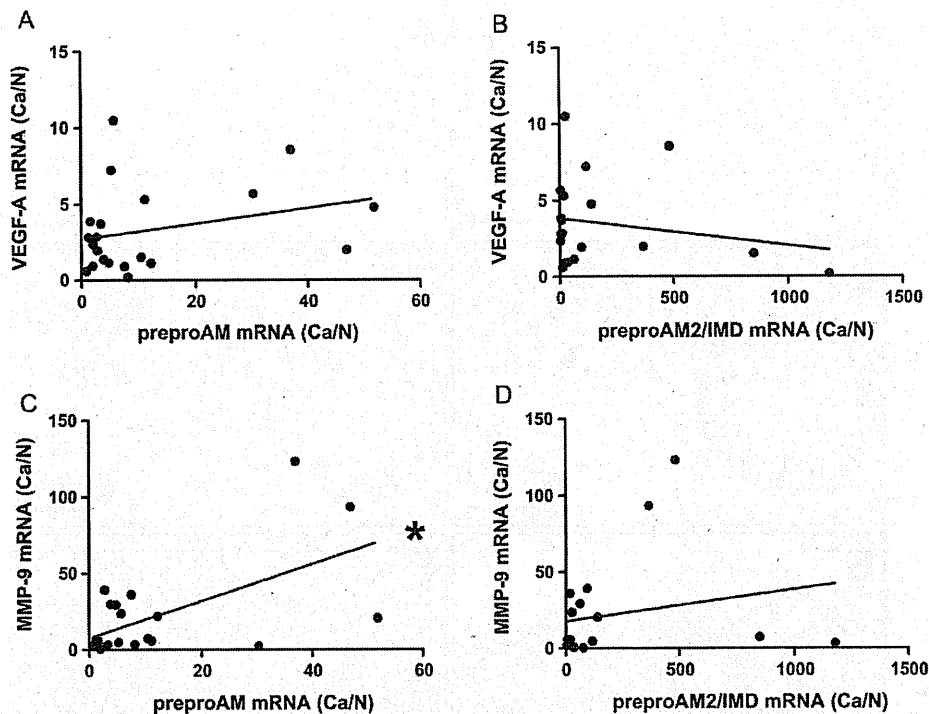 A
VEGF-A mRNA (Ca/N)
15
10
5
0
0 20 40 60
preproAM mRNA (Ca/N)
B
VEGF-A mRNA (Ca/N)
15
10
5
0
0 500 1000 1500
preproAM2/IMD mRNA (Ca/N)
C
MMP-9 mRNA (Ca/N)
150
100
50
0
*
0 20 40 60
preproAM mRNA (Ca/N)
D
MMP-9 mRNA (Ca/N)
150
100
50
0
0 500 1000 1500
preproAM2/IMD mRNA (Ca/N)